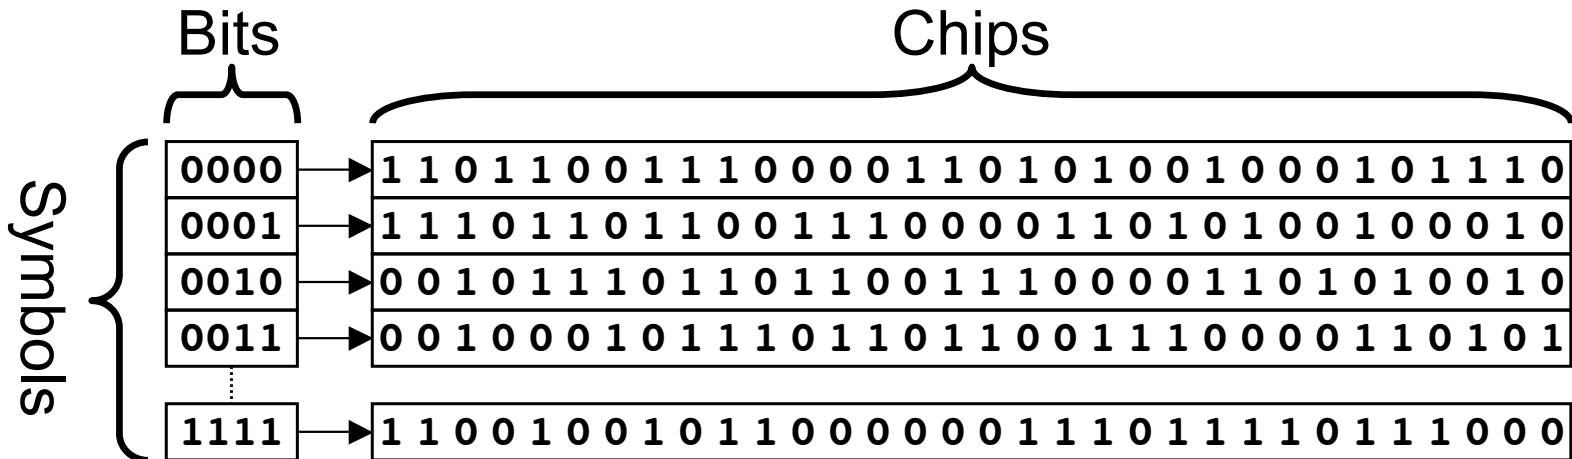 Bits
Chips
Symbols
0000 1 1 0 1 1 0 0 1 1 1 0 0 0 0 1 1 0 1 0 1 0 0 1 0 0 0 1 0 1 1 1 0
0001 1 1 1 0 1 1 0 1 1 0 0 1 1 1 0 0 0 0 1 1 0 1 0 1 0 0 1 0 0 0 1 0
0010 0 0 1 0 1 1 1 0 1 1 0 1 1 0 0 1 1 1 0 0 0 0 1 1 0 1 0 1 0 0 1 0
0011 0 0 1 0 0 0 1 0 1 1 1 0 1 1 0 1 1 0 0 1 1 1 0 0 0 0 1 1 0 1 0 1
1111 1 1 0 0 1 0 0 1 0 1 1 0 0 0 0 0 0 1 1 1 0 1 1 1 1 0 1 1 1 0 0 0